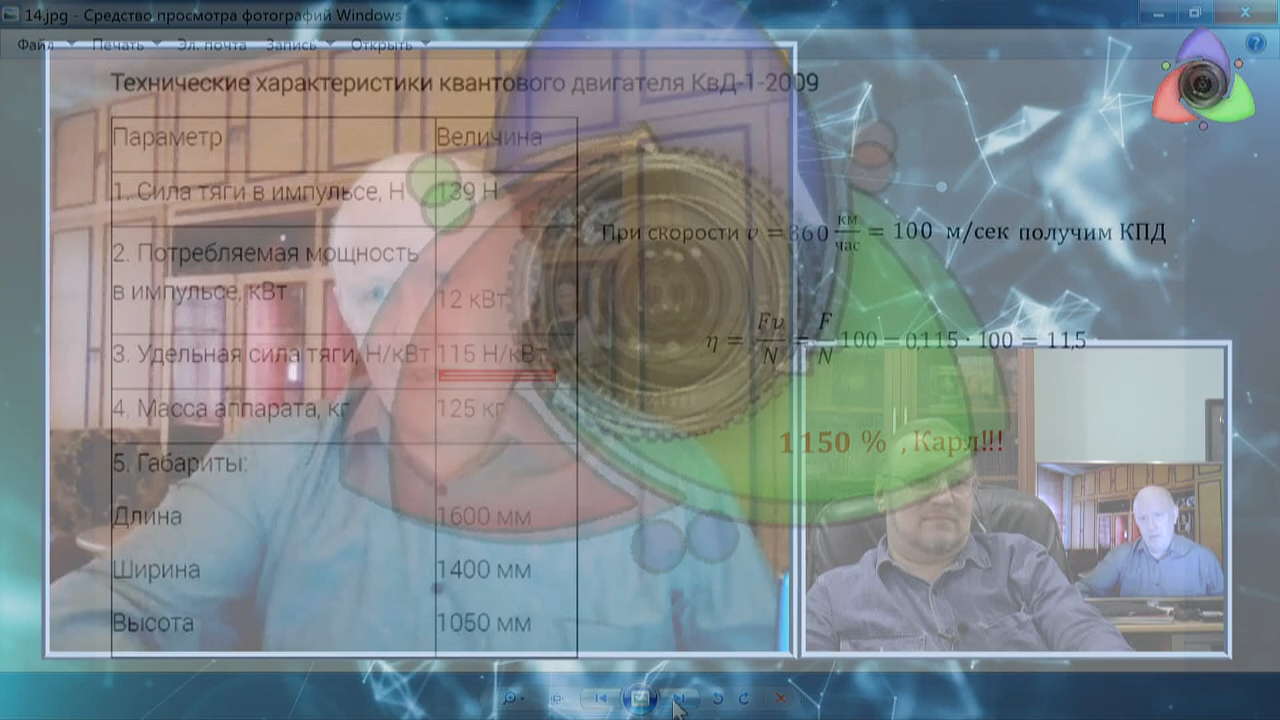 14.jpg - Средство просмотра фотографий Windows
Файл Печать Эл. почта Запись Открыть
Технические характеристики квантового двигателя КвД-1-2009
Параметр Величина
1. Сила тяги в импульсе, Н 139 Н
2. Потребляемая мощность
в импульсе, кВт 12 кВт
3. Удельная сила тяги, Н/кВт 115 Н/кВт
4. Масса аппарата, кг 125 кг
5. Габариты:
Длина 1600 мм
Ширина 1400 мм
Высота 1050 мм
При скорости v = 360 км/час = 100 м/сек получим КПД
η = Fv/N = F/N 100 = 0,115 · 100 = 11,5
1150 % , Карл!!!